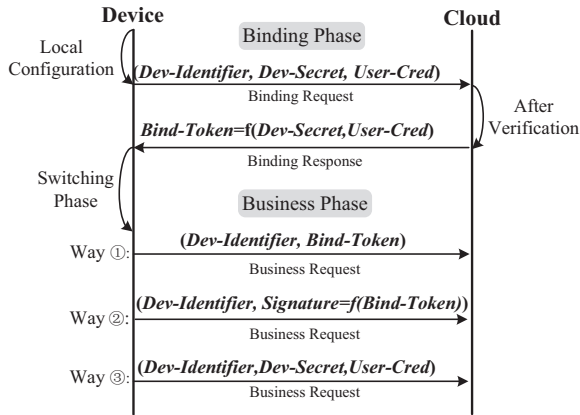 Device
Cloud
Binding Phase
Local
Configuration
(Dev-Identifier, Dev-Secret, User-Cred)
Binding Request
After
Verification
Bind-Token=f(Dev-Secret,User-Cred)
Binding Response
Switching
Phase
Business Phase
Way ①:
(Dev-Identifier, Bind-Token)
Business Request
Way ②:
(Dev-Identifier, Signature=f(Bind-Token))
Business Request
Way ③:
(Dev-Identifier,Dev-Secret,User-Cred)
Business Request